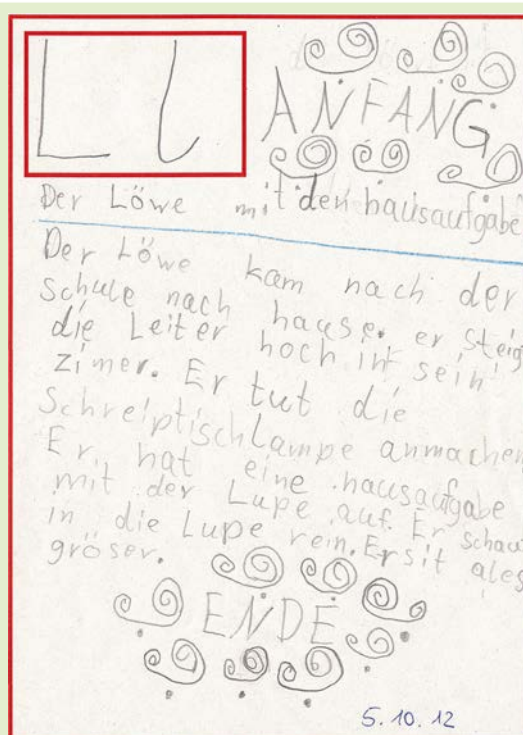 L l
ANFANG
Der Löwe mit den hausaufgabe
Der Löwe kam nach der
schule nach hause. er steig
die Leiter hoch in sein
zimer. Er tut die
Schreiptischlampe anmachen
Er hat eine hausaufgabe
mit der Lupe auf. Er schau
in die Lupe rein. Er sit ales
gröser.
ENDE
5.10.12